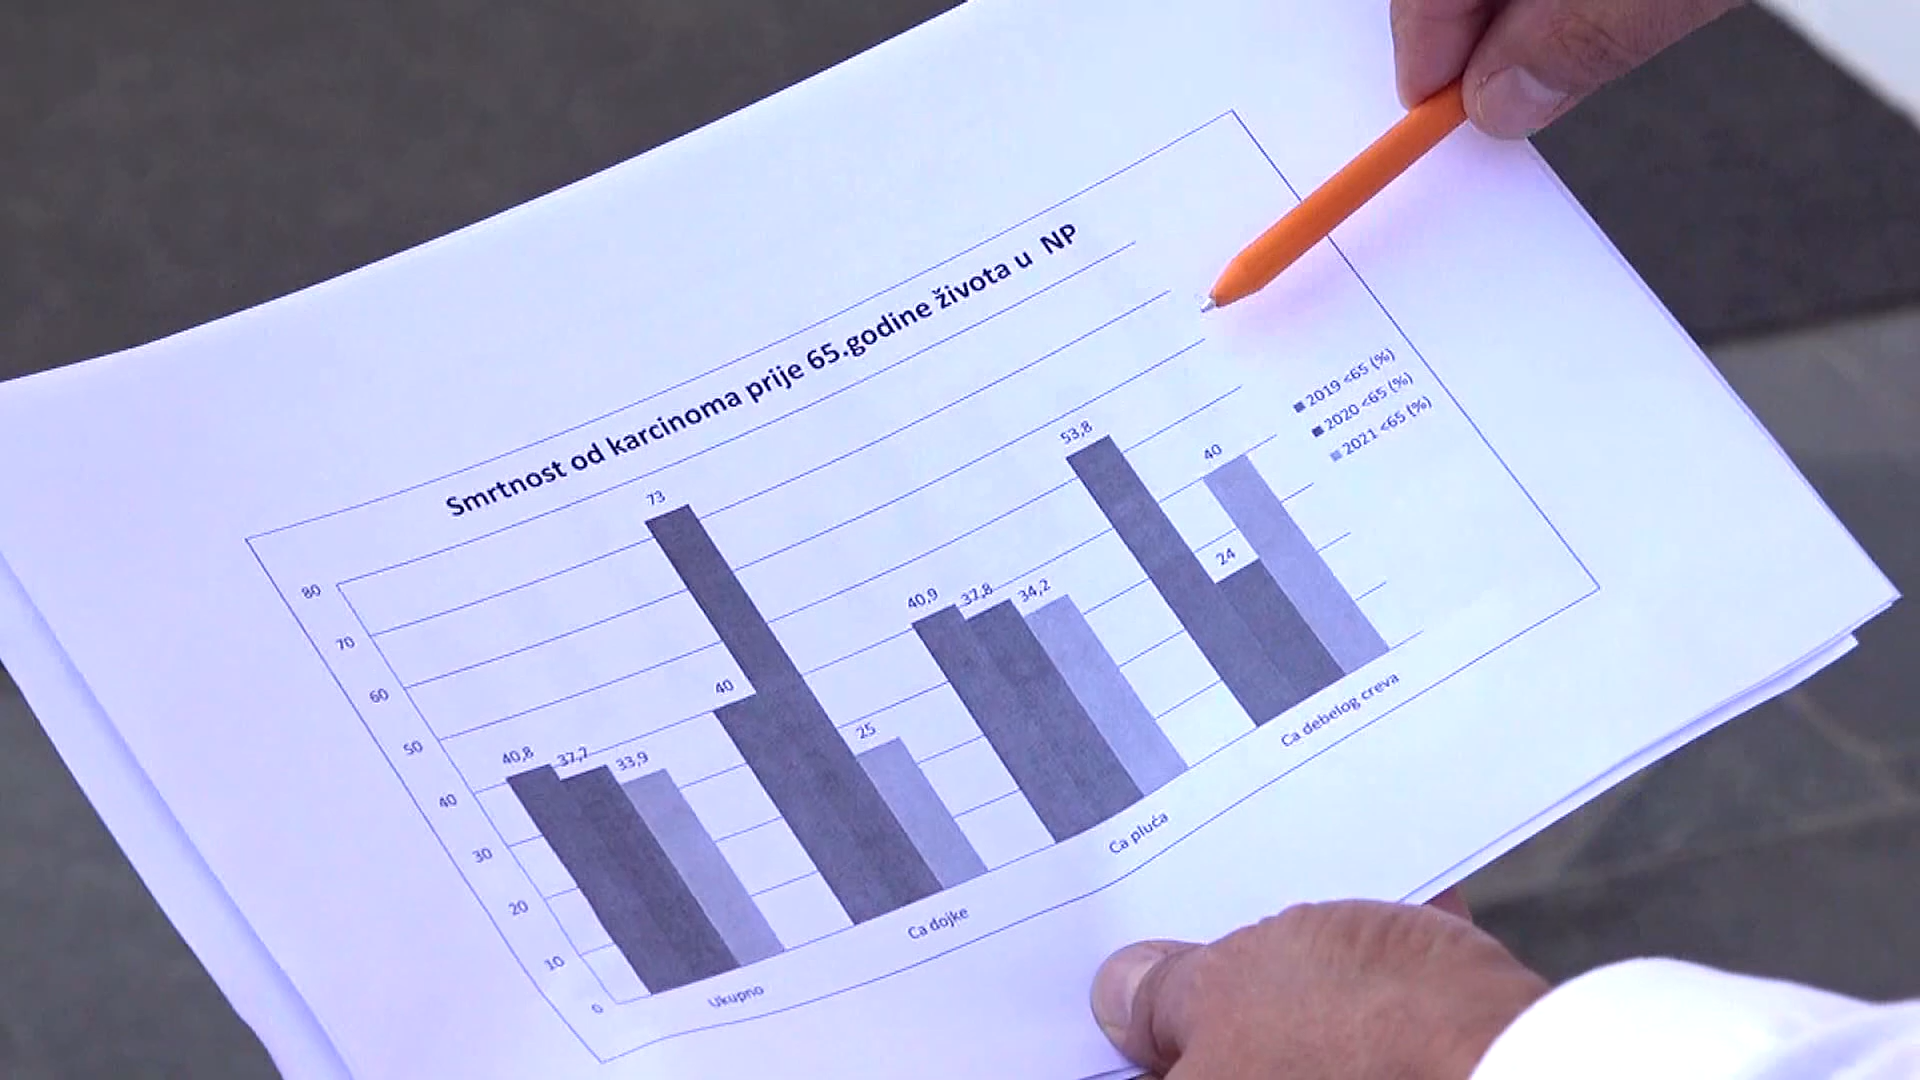 Smrtnost od karcinoma prije 65.godine života u NP
80
70
60
50
40
30
20
10
0
40,8
37,7
33,9
40
73
25
40,9
37,8
34,2
53,8
24
40
Ukupno
Ca dojke
Ca pluća
Ca debelog creva
2019 <65 (%)
2020 <65 (%)
2021 <65 (%)